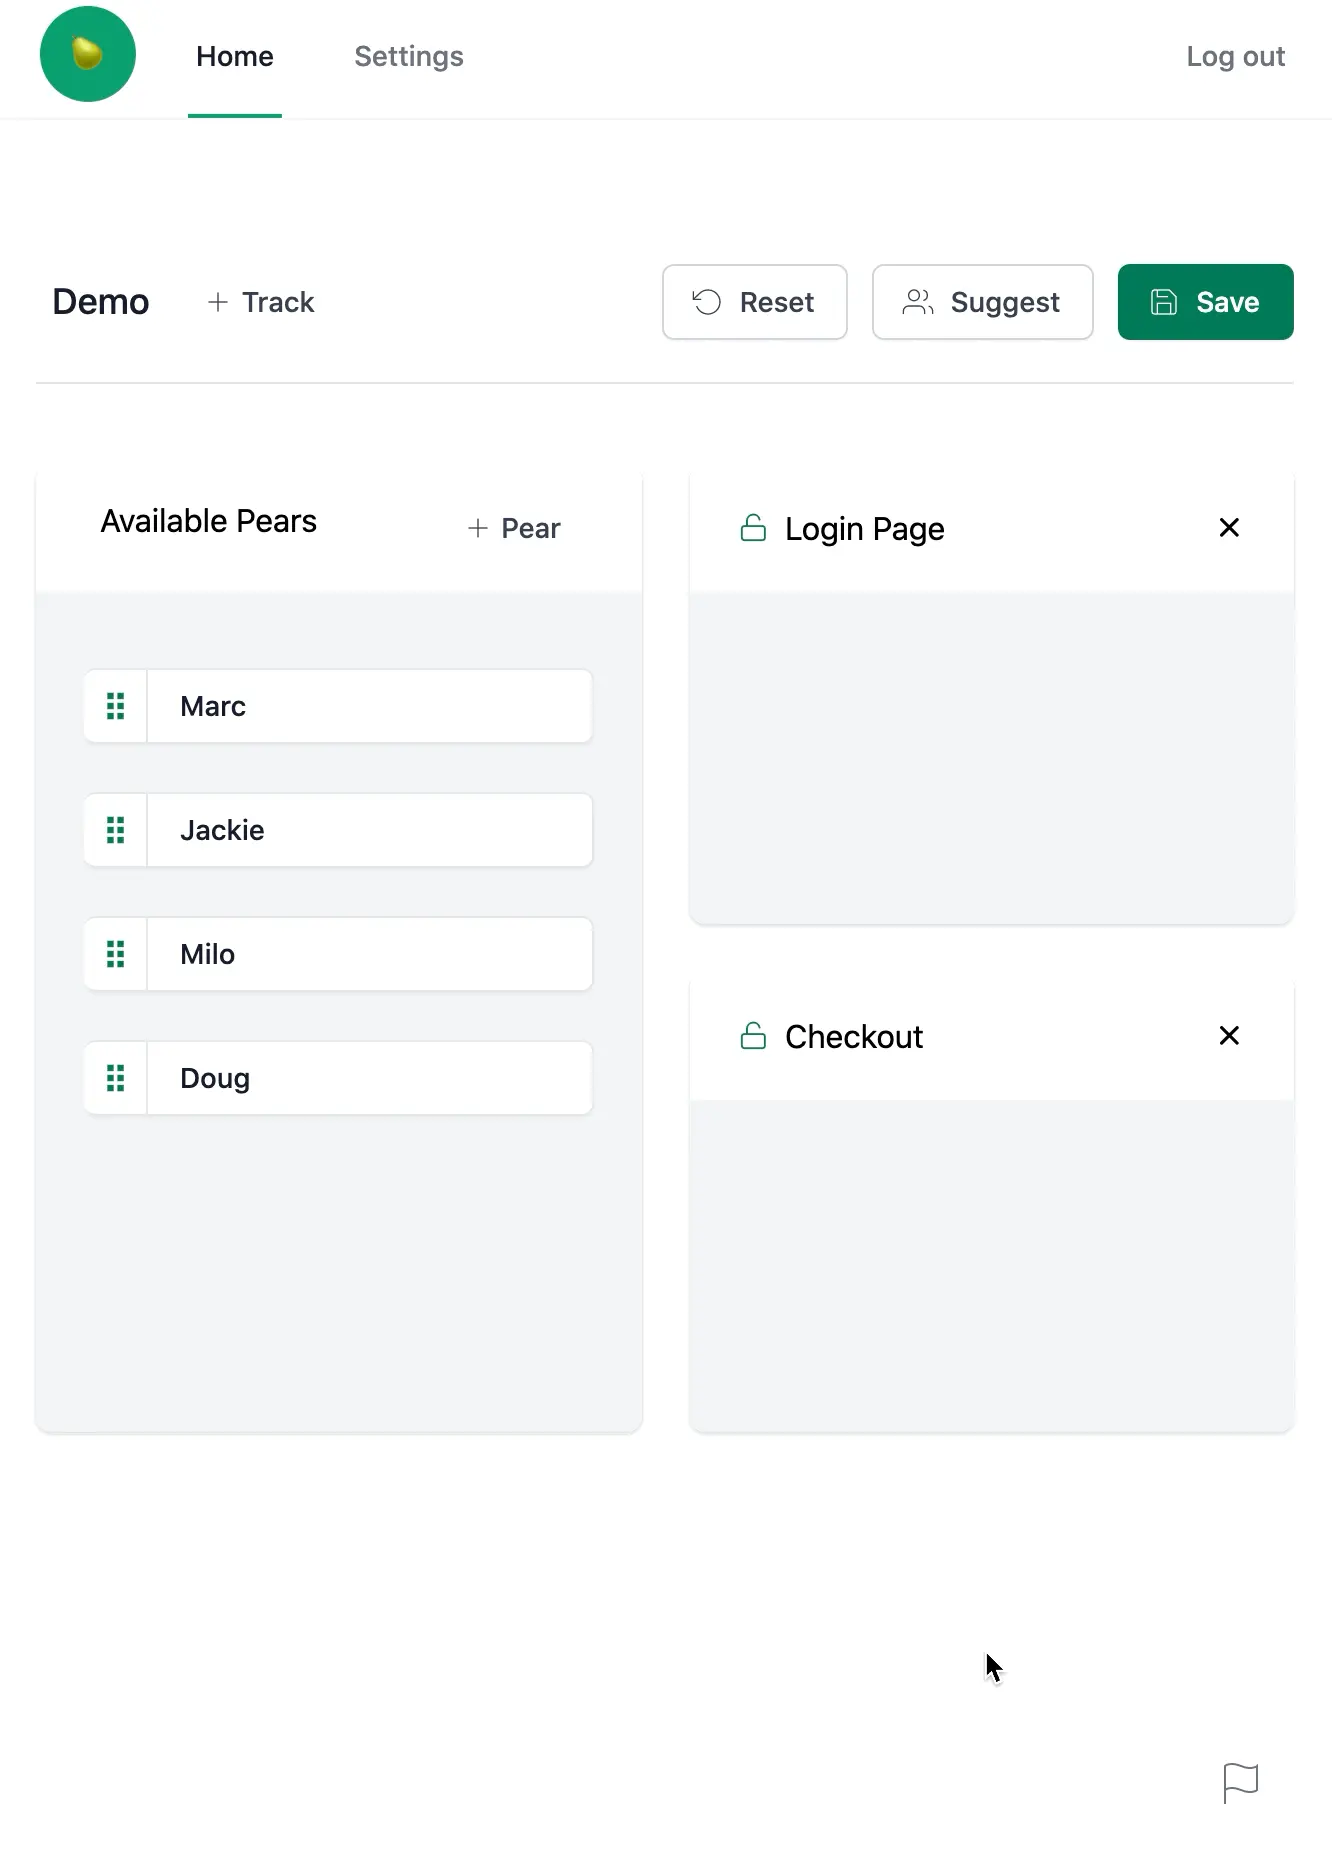 Home Settings Log out
Demo + Track Reset Suggest Save
Available Pears + Pear
Marc
Jackie
Milo
Doug
Login Page
Checkout